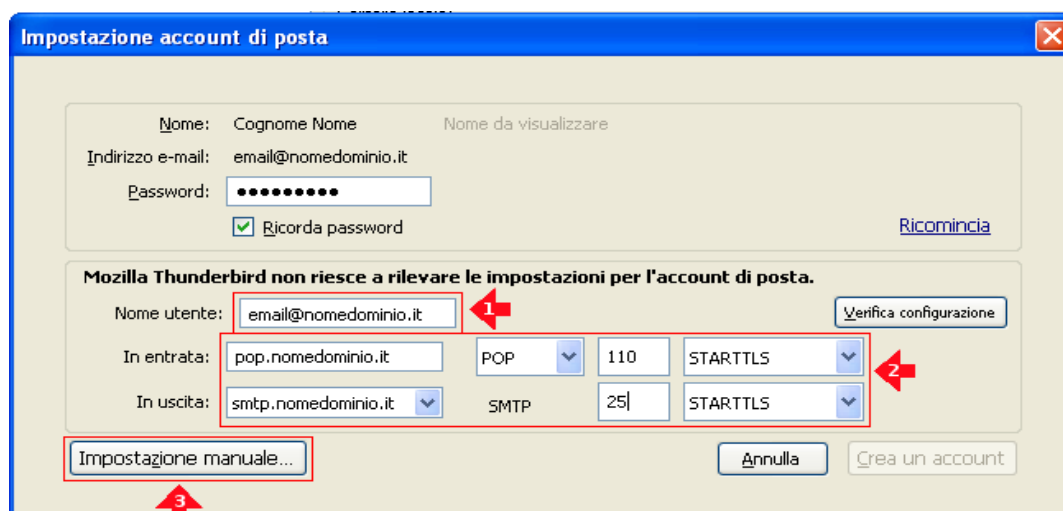 Impostazione account di posta
Nome: Cognome Nome Nome da visualizzare
Indirizzo e-mail: email@nomedominio.it
Password: •••••••••
Ricorda password Ricomincia
Mozilla Thunderbird non riesce a rilevare le impostazioni per l'account di posta.
Nome utente: email@nomedominio.it 1 Verifica configurazione
In entrata: pop.nomedominio.it POP 110 STARTTLS 2
In uscita: smtp.nomedominio.it SMTP 25 STARTTLS
Impostazione manuale... Annulla Crea un account
3